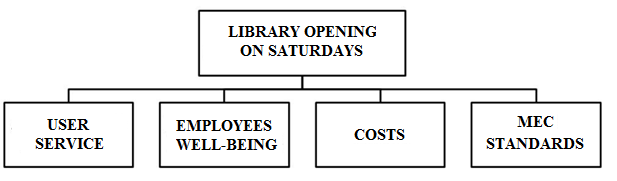 LIBRARY OPENING
ON SATURDAYS
USER
SERVICE
EMPLOYEES
WELL-BEING
COSTS
MEC
STANDARDS